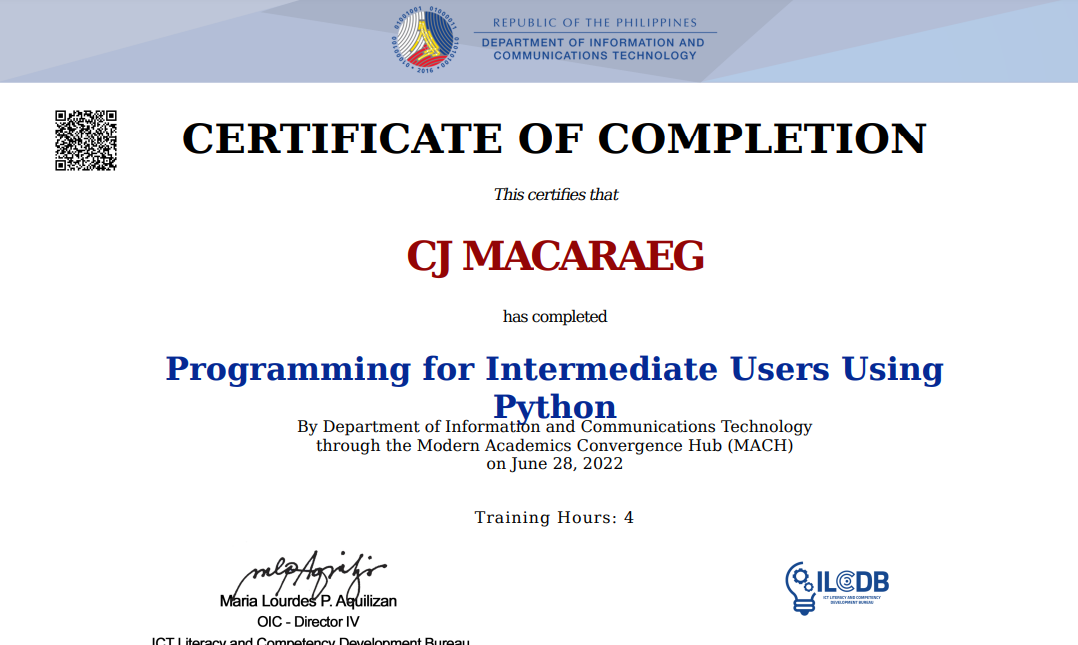 REPUBLIC OF THE PHILIPPINES
DEPARTMENT OF INFORMATION AND
COMMUNICATIONS TECHNOLOGY
2016
CERTIFICATE OF COMPLETION
This certifies that
CJ MACARAEG
has completed
Programming for Intermediate Users Using
Python
By Department of Information and Communications Technology
through the Modern Academics Convergence Hub (MACH)
on June 28, 2022
Training Hours: 4
Maria Lourdes P. Aquilizan
OIC - Director IV
ICT Literacy and Competency Development Bureau
ILCDB
ICT LITERACY AND COMPETENCY
DEVELOPMENT BUREAU